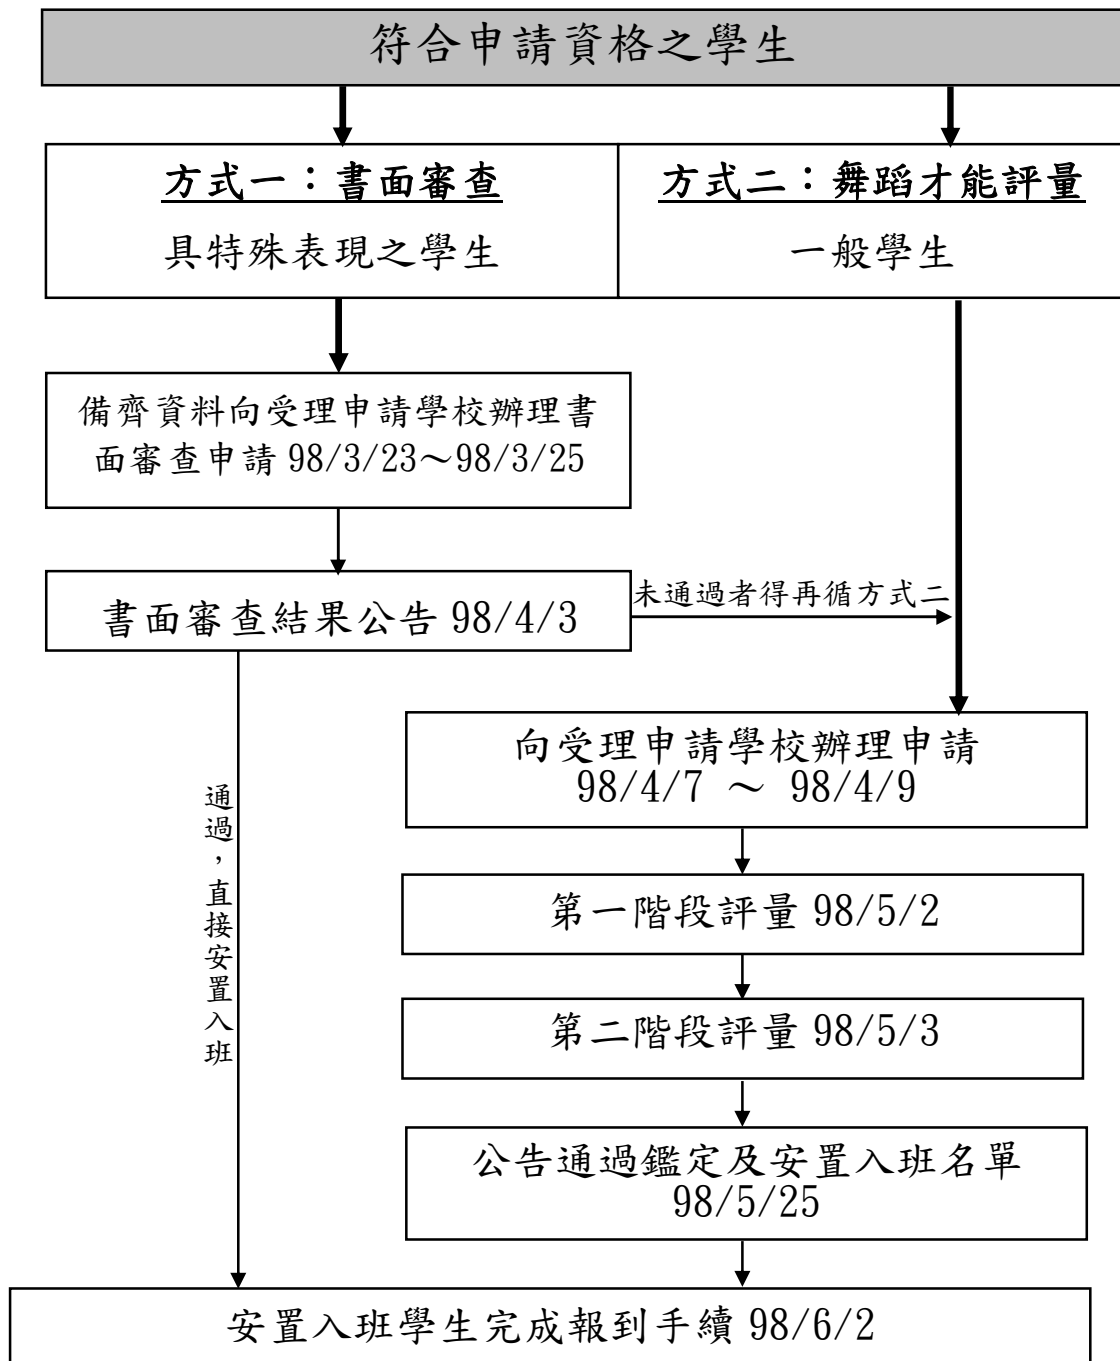 符合申請資格之學生
方式一：書面審查
具特殊表現之學生
方式二：舞蹈才能評量
一般學生
備齊資料向受理申請學校辦理書
面審查申請 98/3/23～98/3/25
書面審查結果公告 98/4/3
未通過者得再循方式二
向受理申請學校辦理申請
98/4/7 ～ 98/4/9
通過，直接安置入班
第一階段評量 98/5/2
第二階段評量 98/5/3
公告通過鑑定及安置入班名單
98/5/25
安置入班學生完成報到手續 98/6/2